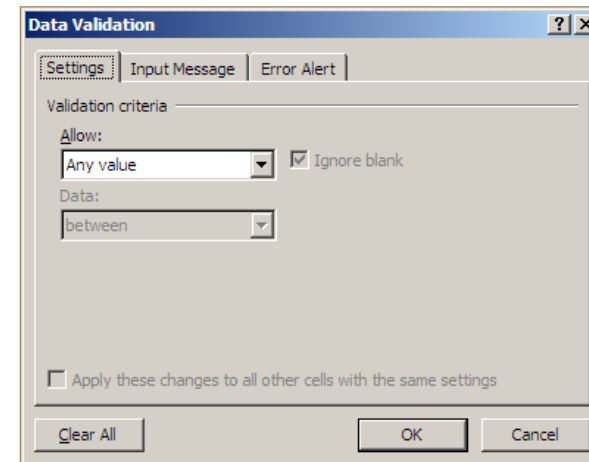 Data Validation
Settings Input Message Error Alert
Validation criteria
Allow:
Any value Ignore blank
Data:
between
Apply these changes to all other cells with the same settings
Clear All OK Cancel